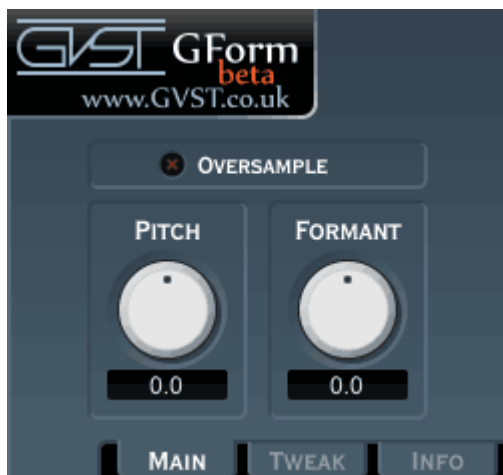 GVST GForm
beta
www.GVST.co.uk
OVERSAMPLE
PITCH FORMANT
0.0 0.0
MAIN TWEAK INFO